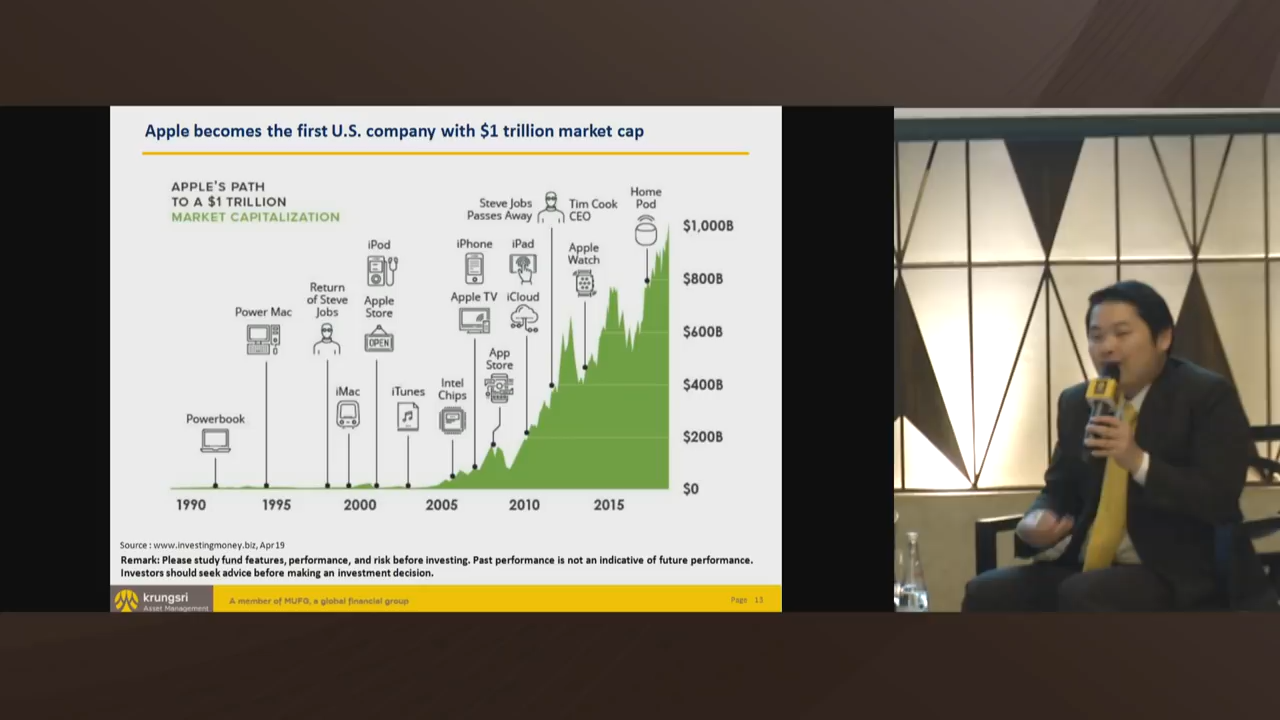 Apple becomes the first U.S. company with $1 trillion market cap
APPLE'S PATH
TO A $1 TRILLION
MARKET CAPITALIZATION
Powerbook
Power Mac
Return
of Steve
Jobs
iMac
iPod
Apple
Store
OPEN
iTunes
Intel
Chips
iPhone
Apple TV
App
Store
iPad
iCloud
Steve Jobs
Passes Away
Tim Cook
CEO
Apple
Watch
Home
Pod
$1,000B
$800B
$600B
$400B
$200B
$0
1990
1995
2000
2005
2010
2015
Source : www.investingmoney.biz, Apr 19
Remark: Please study fund features, performance, and risk before investing. Past performance is not an indicative of future performance.
Investors should seek advice before making an investment decision.
krungsri
Asset Management
A member of MUFG, a global financial group
Page 13